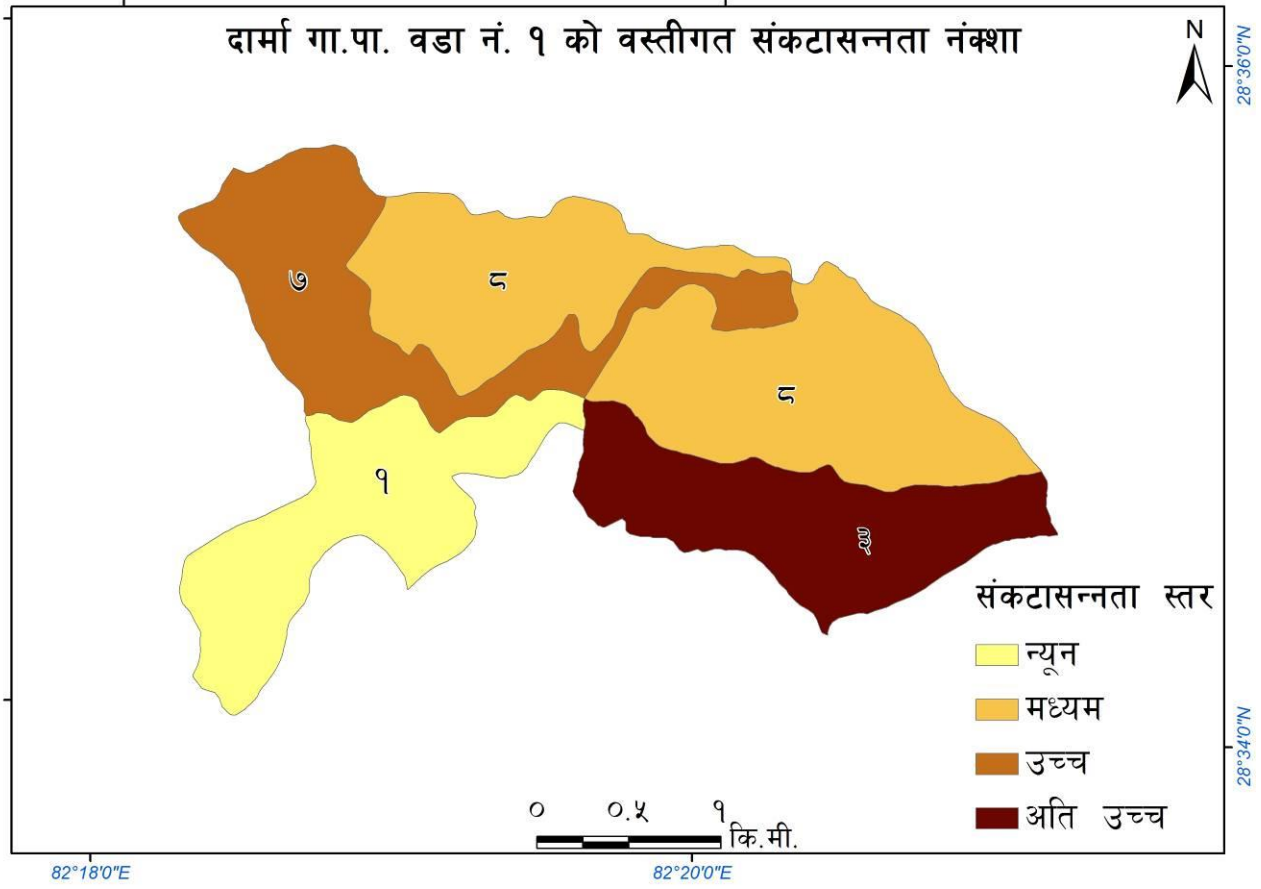 दार्मा गा.पा. वडा नं. १ को वस्तीगत संकटासन्नता नंक्शा
N
28°36'0"N
७
८
८
१
३
संकटासन्नता स्तर
न्यून
मध्यम
उच्च
अति उच्च
28°34'0"N
० ०.५ १
कि.मी.
82°18'0"E
82°20'0"E